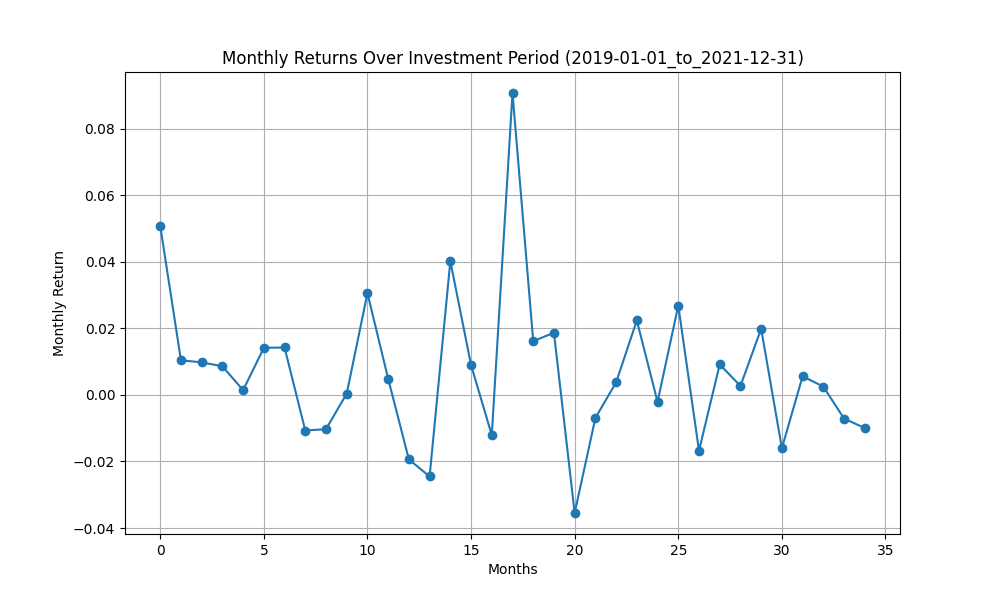 Monthly Returns Over Investment Period (2019-01-01_to_2021-12-31)
Monthly Return
0.08
0.06
0.04
0.02
0.00
−0.02
−0.04
0 5 10 15 20 25 30 35
Months